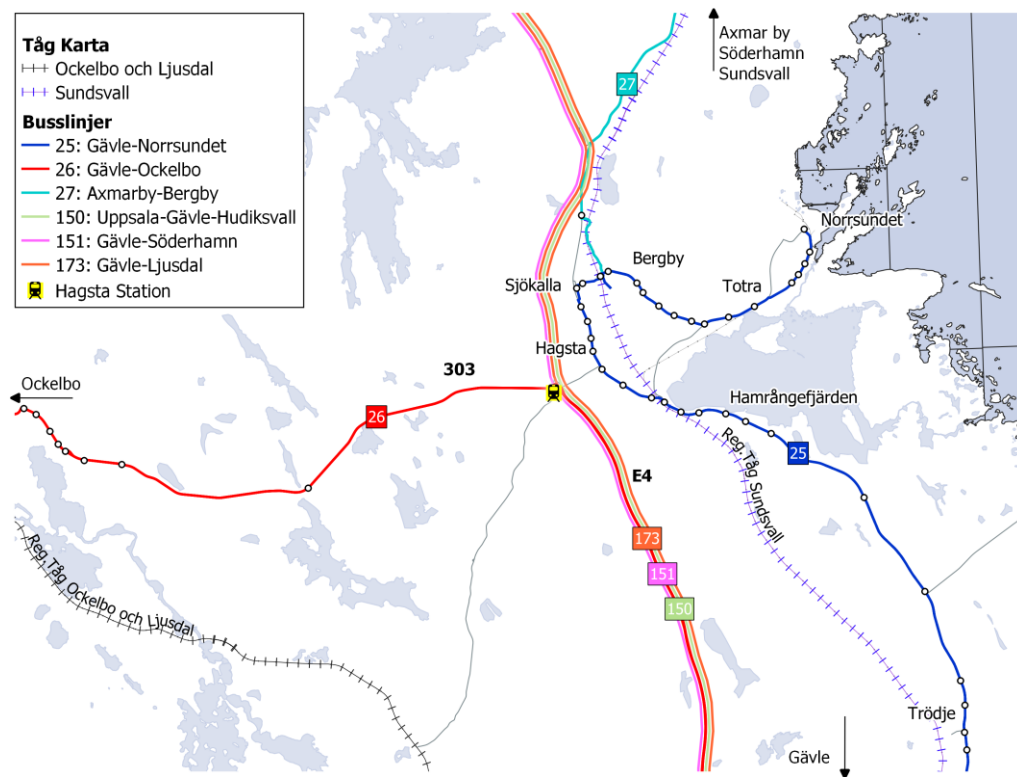 Tåg Karta
Ockelbo och Ljusdal
Sundsvall
Busslinjer
25: Gävle-Norrsundet
26: Gävle-Ockelbo
27: Axmarby-Bergby
150: Uppsala-Gävle-Hudiksvall
151: Gävle-Söderhamn
173: Gävle-Ljusdal
Hagsta Station
Axmar by
Söderhamn
Sundsvall
27
Norrsundet
Bergby
Sjökalla
Totra
Hagsta
303
Ockelbo
Hamrångefjärden
26
25
E4
Reg.Tåg Sundsvall
173
151
150
Reg.Tåg Ockelbo och Ljusdal
Trödje
Gävle